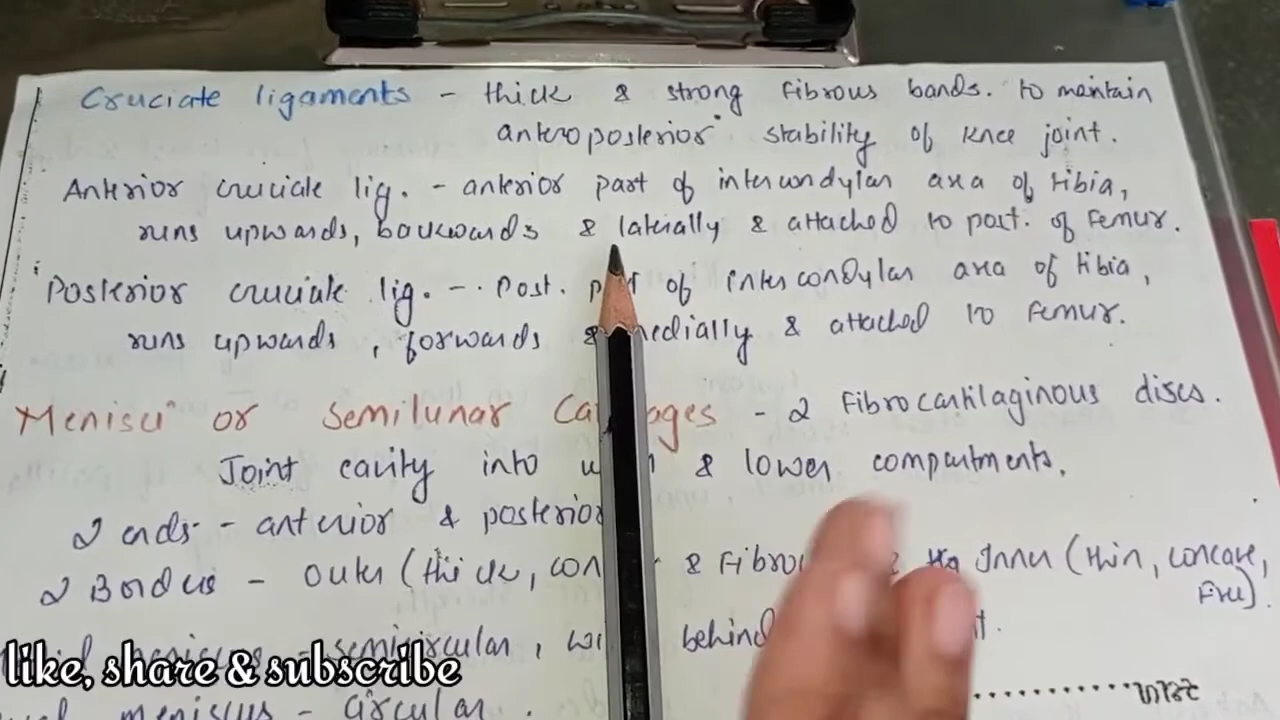 Cruciate ligaments - thick & strong Fibrous bands. to maintain
anteroposterior stability of Knee joint.
Anterior cruciate lig. - anterior part of intercondylar area of tibia,
runs upwards, backwards & laterally & attached to post. of Femur.
Posterior cruciate lig. - Post. of intercondylar area of tibia,
runs upwards, forwards & medially & attached to Femur.
Menisci or Semilunar - 2 Fibrocartilaginous discs.
Joint cavity into & lower compartments.
2 ends - anterior & posterior
2 Borders - Outer (thick, & Inner (thin, concave,
Free).
meniscus - semicircular, behind
like, share & subscribe
meniscus - Circular.